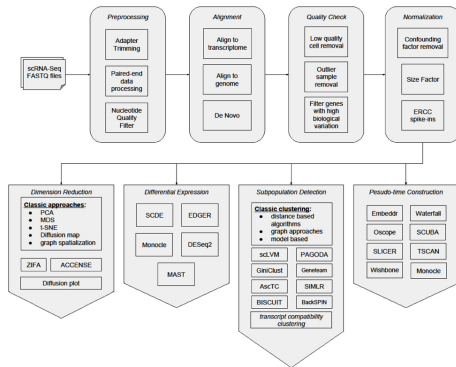 Preprocessing
Alignment
Quality Check
Normalization
scRNA-Seq
FASTQ files
Adapter
Trimming
Paired-end
data
processing
Nucleotide
Qualify
Filter
Align to
transcriptome
Align to
genome
De Novo
Low quality
cell removal
Outlier
sample
removal
Filter genes
with high
biological
variation
Confounding
factor removal
Size Factor
ERCC
spike-ins
Dimension Reduction
Classic approaches:
● PCA
● MDS
● t-SNE
● Diffusion map
● graph spatialization
ZIFA
ACCENSE
Diffusion plot
Differential Expression
SCDE
EDGER
Monocle
DESeq2
MAST
Subpopulation Detection
Classic clustering:
● distance based
algorithms
● graph approaches
● model based
scLVM
PAGODA
GiniClust
Geneteam
AscTC
SIMLR
BISCUIT
BackSPIN
transcript compatibility
clustering
Pesudo-time Construction
Embeddr
Waterfall
Oscope
SCUBA
SLICER
TSCAN
Wishbone
Monocle